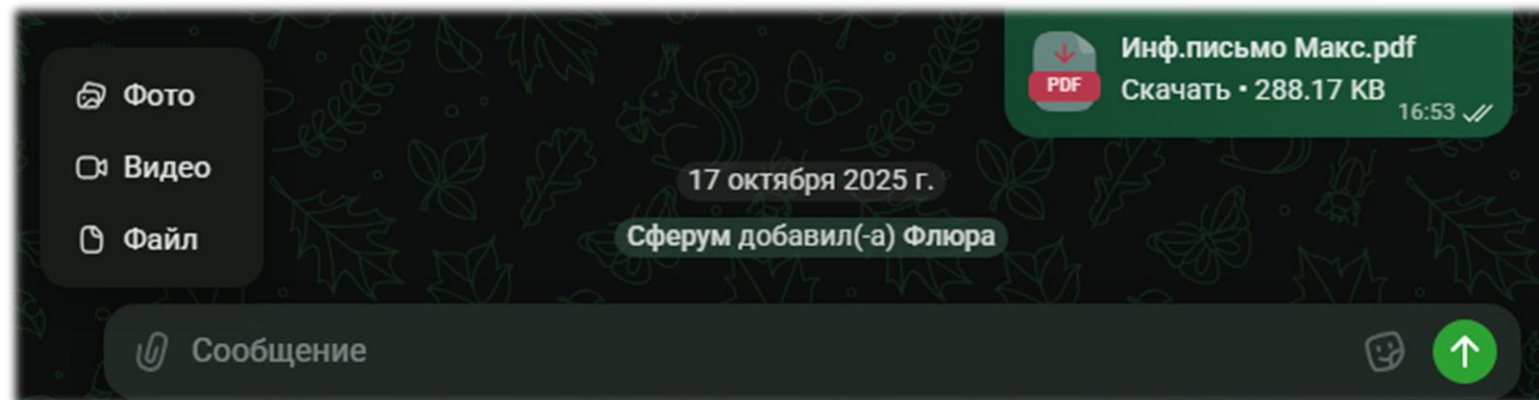 Инф.письмо Макс.pdf
PDF
Скачать • 288.17 KB
16:53
Фото
Видео
Файл
17 октября 2025 г.
Сферум добавил(-а) Флюра
Сообщение